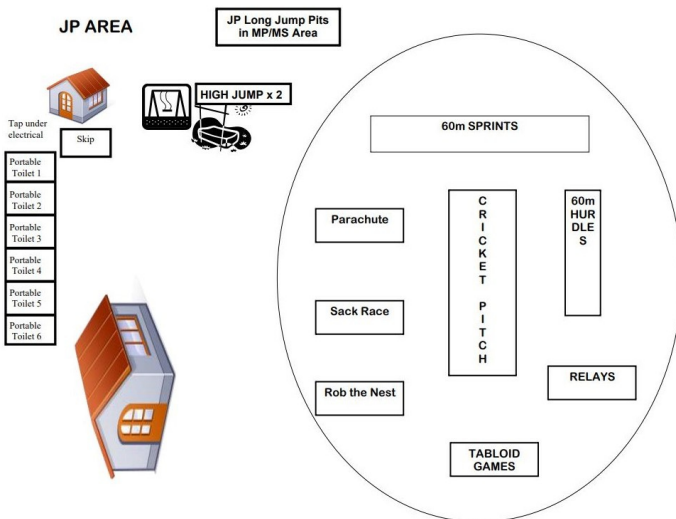 JP AREA
JP Long Jump Pits
in MP/MS Area
HIGH JUMP x 2
Tap under
electrical
Skip
Portable
Toilet 1
Portable
Toilet 2
Portable
Toilet 3
Portable
Toilet 4
Portable
Toilet 5
Portable
Toilet 6
60m SPRINTS
Parachute
Sack Race
Rob the Nest
C
R
I
C
K
E
T
P
I
T
C
H
60m
HUR
DLE
S
RELAYS
TABLOID
GAMES